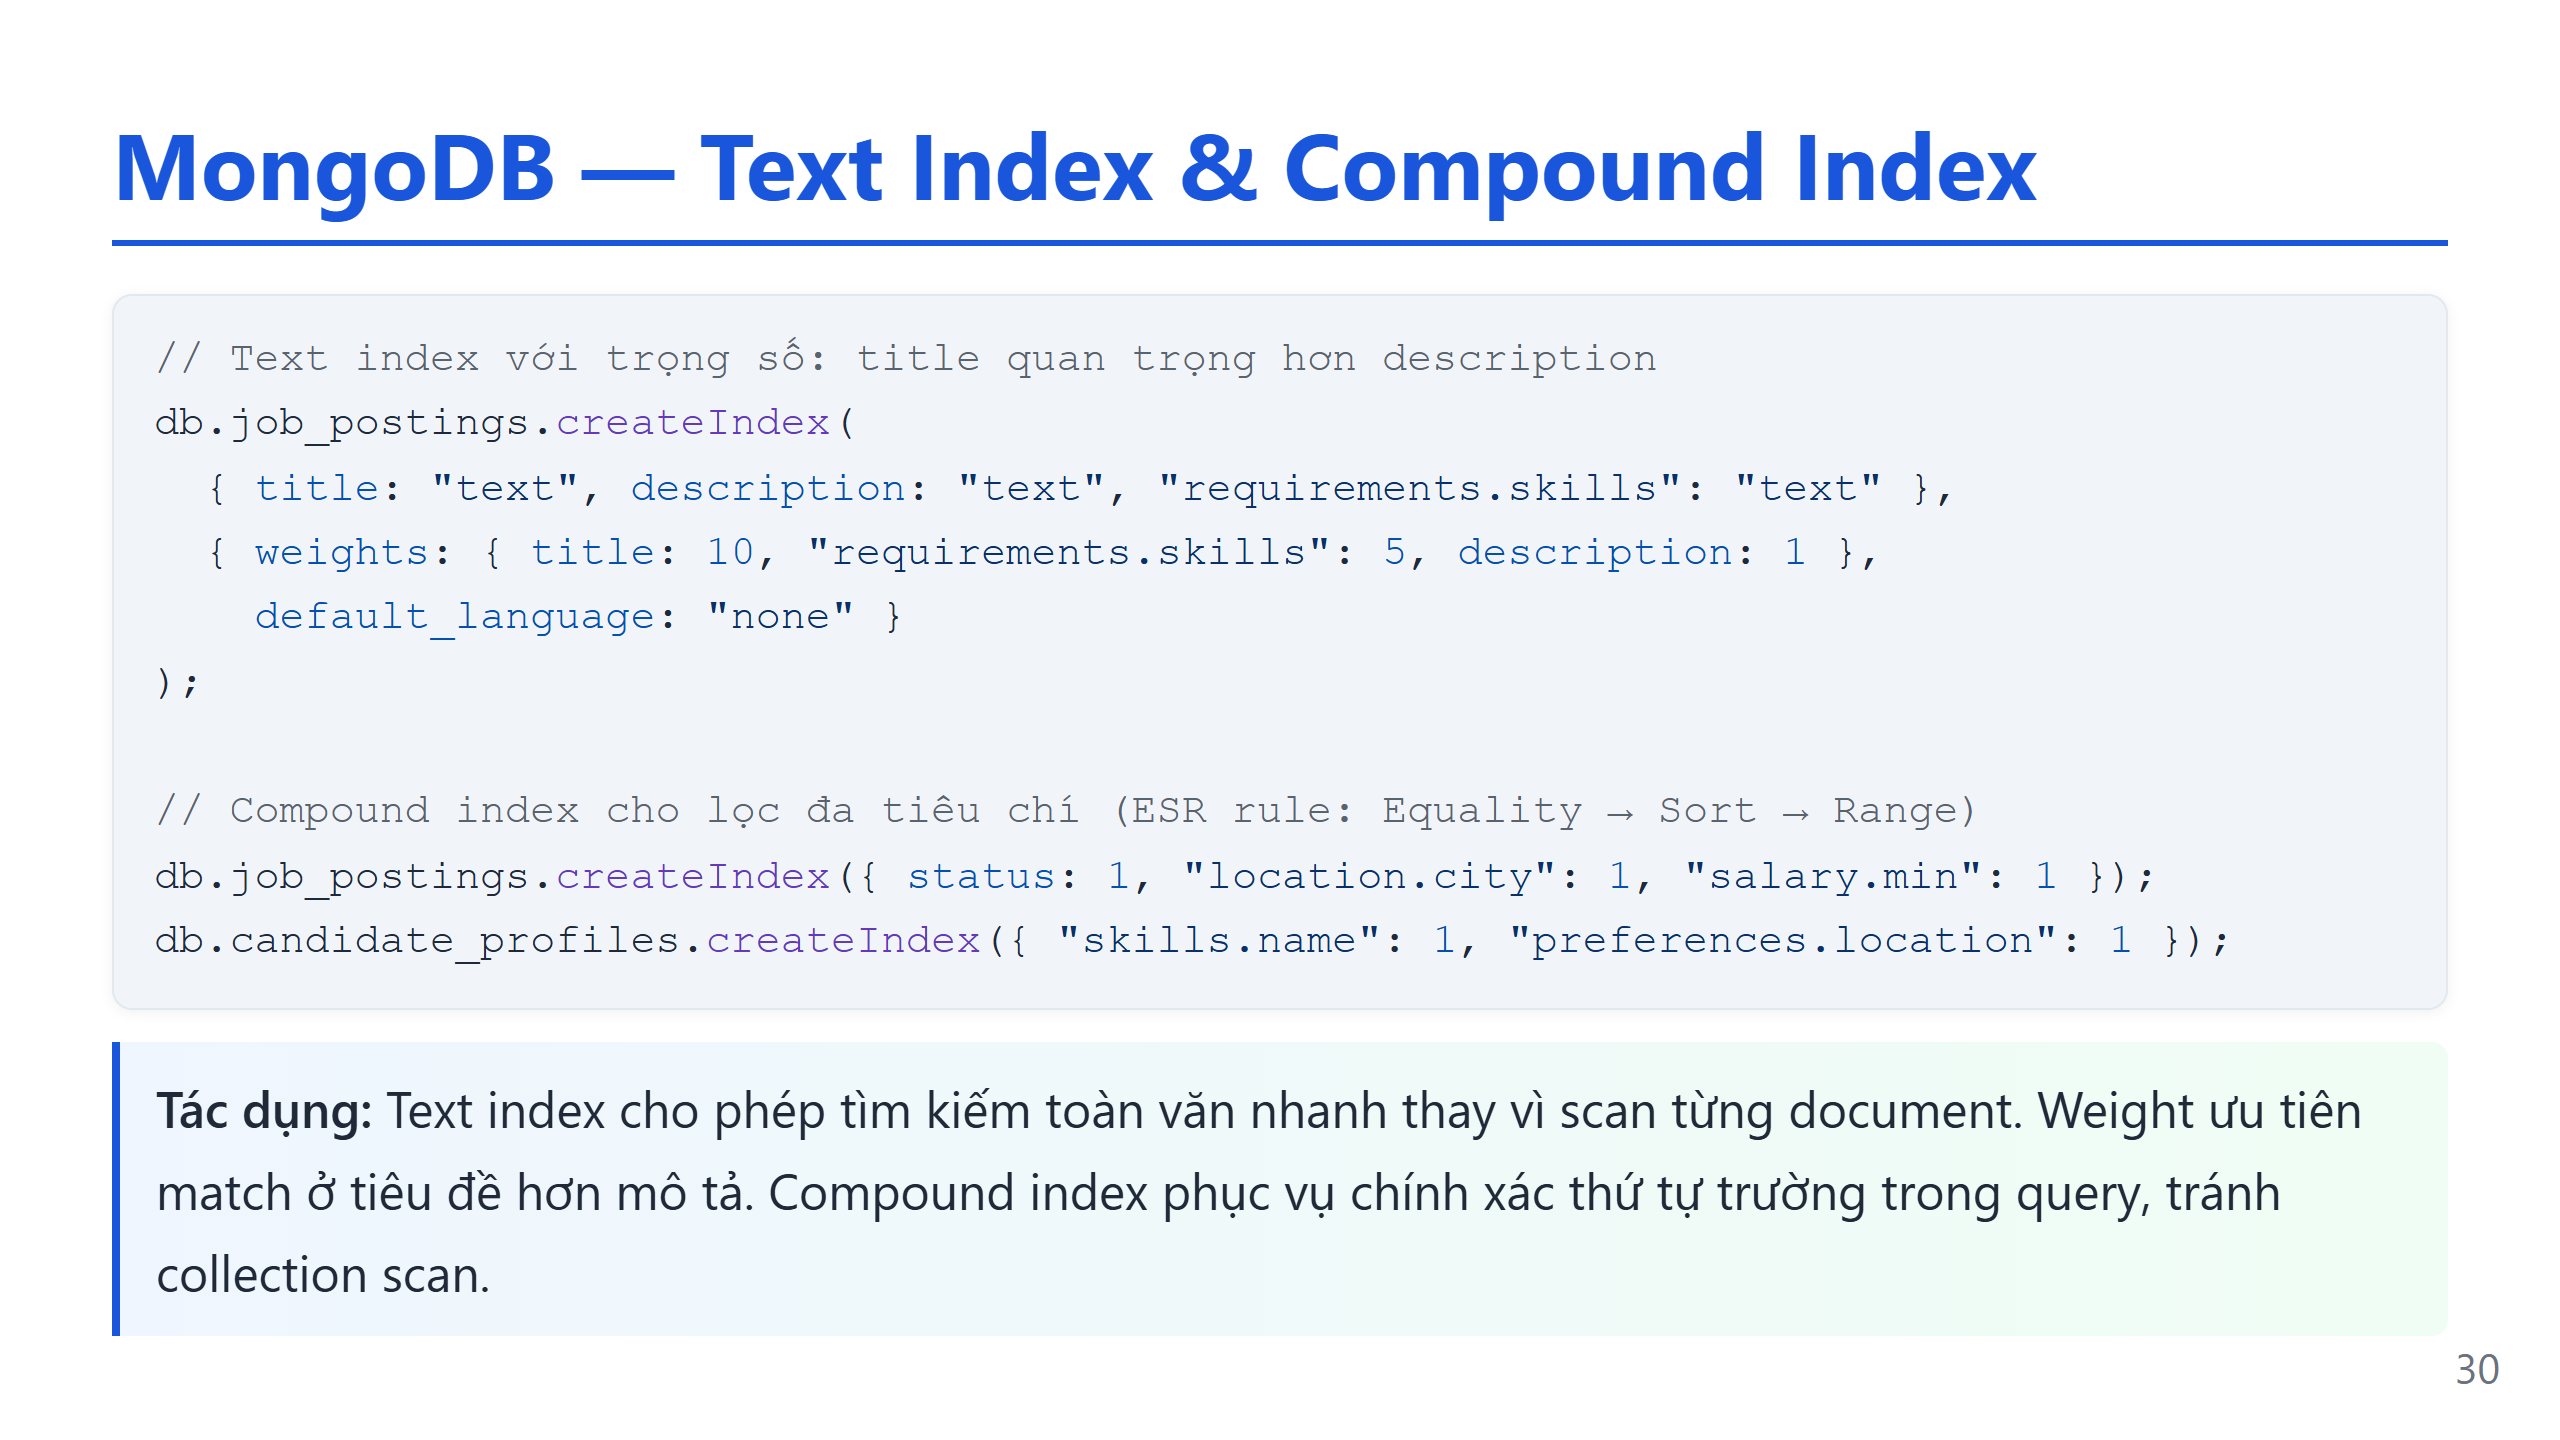 MongoDB — Text Index & Compound Index
// Text index với trọng số: title quan trọng hơn description
db.job_postings.createIndex(
  { title: "text", description: "text", "requirements.skills": "text" },
  { weights: { title: 10, "requirements.skills": 5, description: 1 },
    default_language: "none" }
);
// Compound index cho lọc đa tiêu chí (ESR rule: Equality → Sort → Range)
db.job_postings.createIndex({ status: 1, "location.city": 1, "salary.min": 1 });
db.candidate_profiles.createIndex({ "skills.name": 1, "preferences.location": 1 });
Tác dụng: Text index cho phép tìm kiếm toàn văn nhanh thay vì scan từng document. Weight ưu tiên
match ở tiêu đề hơn mô tả. Compound index phục vụ chính xác thứ tự trường trong query, tránh
collection scan.
30